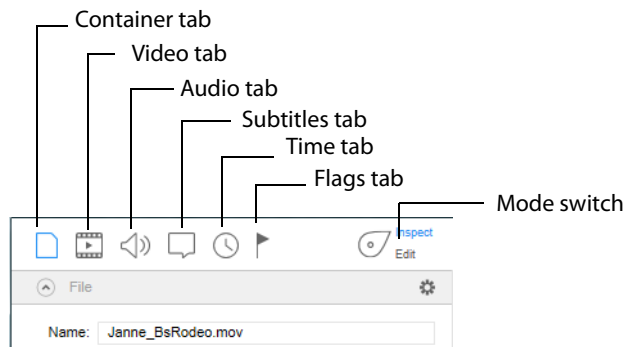 Container tab
Video tab
Audio tab
Subtitles tab
Time tab
Flags tab
Mode switch
Inspect
Edit
File
Name: Janne_BsRodeo.mov